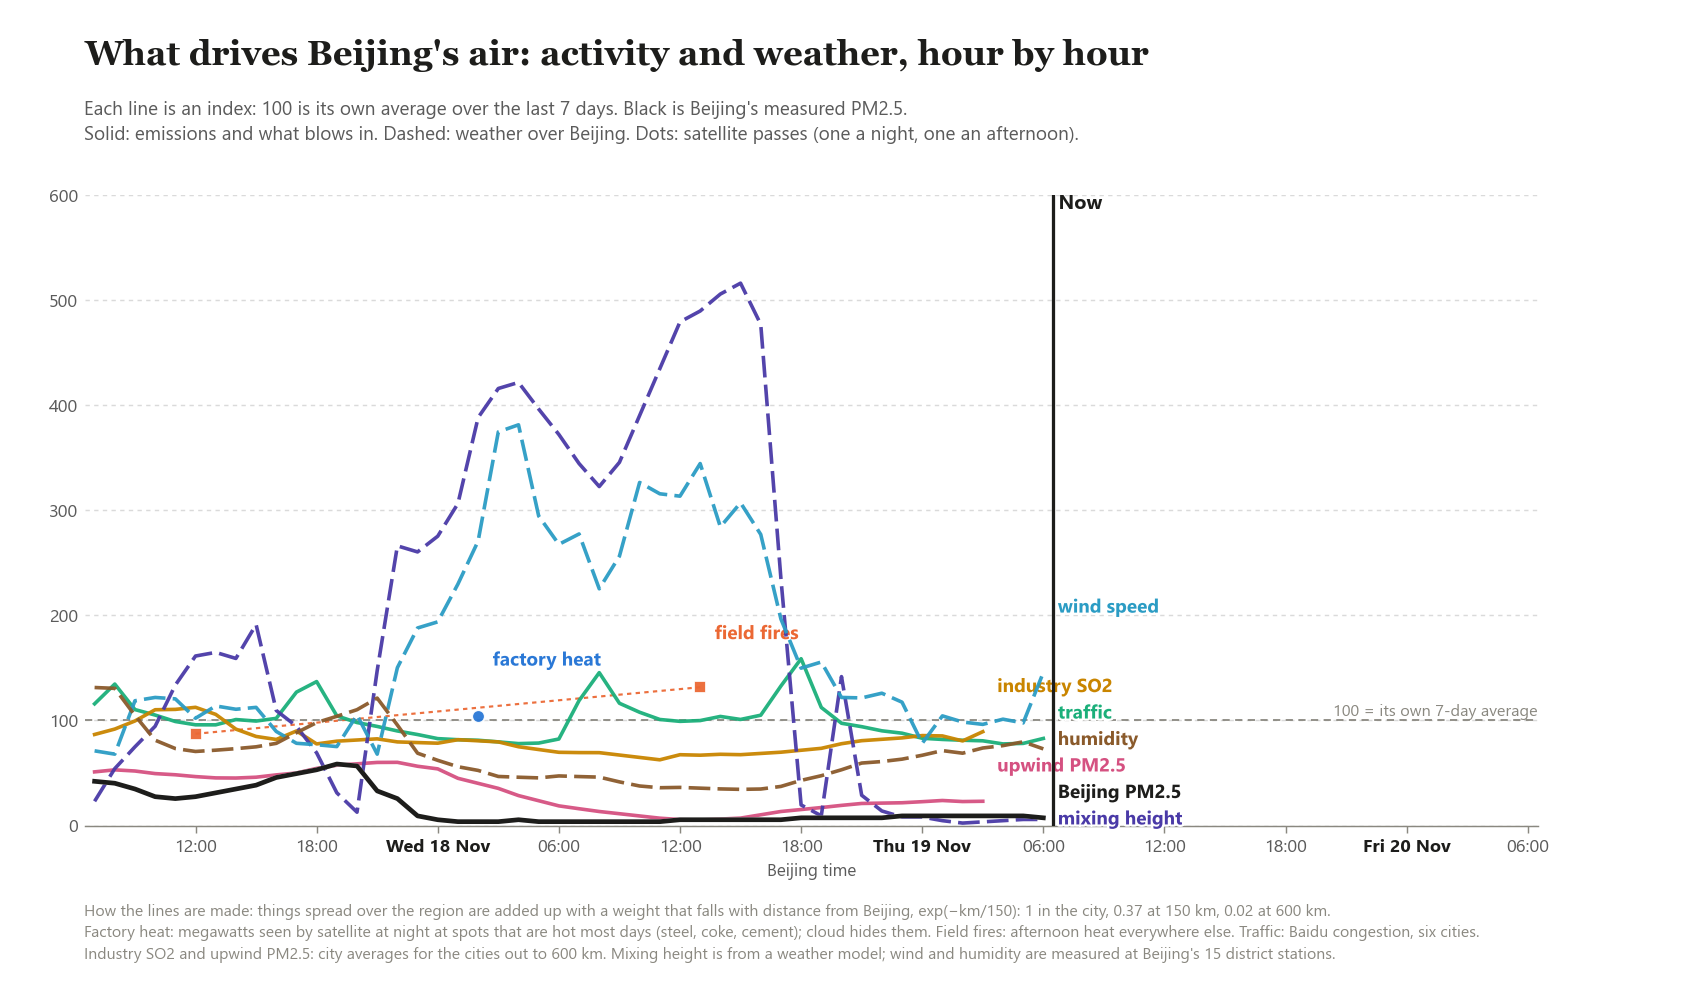 What drives Beijing's air: activity and weather, hour by hour
Each line is an index: 100 is its own average over the last 7 days. Black is Beijing's measured PM2.5.
Solid: emissions and what blows in. Dashed: weather over Beijing. Dots: satellite passes (one a night, one an afternoon).
600
Now
500
400
300
200
wind speed
field fires
factory heat
industry SO2
traffic
100 = its own 7-day average
100
humidity
upwind PM2.5
Beijing PM2.5
mixing height
0
12:00 18:00 Wed 18 Nov 06:00 12:00 18:00 Thu 19 Nov 06:00 12:00 18:00 Fri 20 Nov 06:00
Beijing time
How the lines are made: things spread over the region are added up with a weight that falls with distance from Beijing, exp(−km/150): 1 in the city, 0.37 at 150 km, 0.02 at 600 km.
Factory heat: megawatts seen by satellite at night at spots that are hot most days (steel, coke, cement); cloud hides them. Field fires: afternoon heat everywhere else. Traffic: Baidu congestion, six cities.
Industry SO2 and upwind PM2.5: city averages for the cities out to 600 km. Mixing height is from a weather model; wind and humidity are measured at Beijing's 15 district stations.